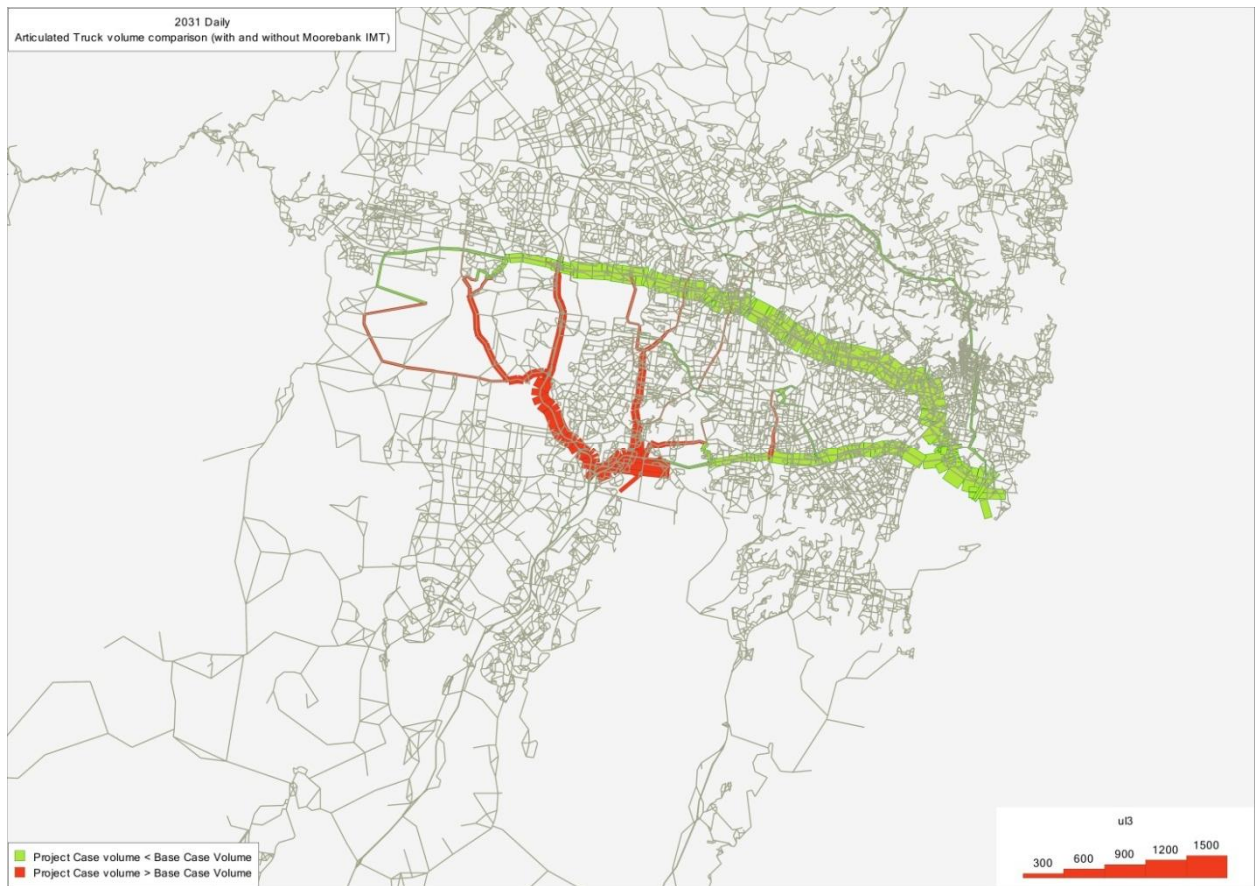 2031 Daily
Articulated Truck volume comparison (with and without Moorebank IMT)
Project Case volume < Base Case Volume
Project Case volume > Base Case Volume
ul3
300 600 900 1200 1500